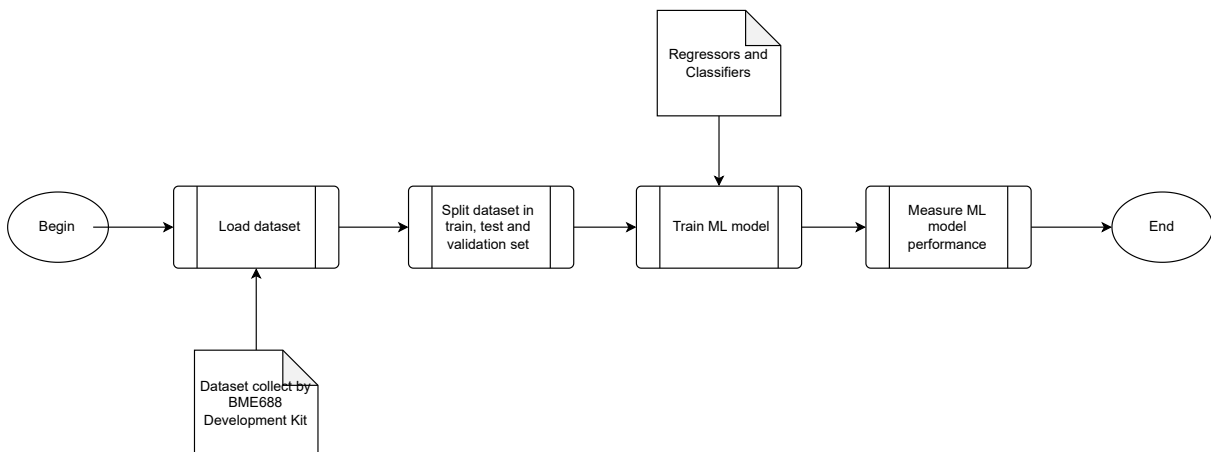 Regressors and
Classifiers
Begin
Load dataset
Split dataset in
train, test and
validation set
Train ML model
Measure ML
model
performance
End
Dataset collect by
BME688
Development Kit